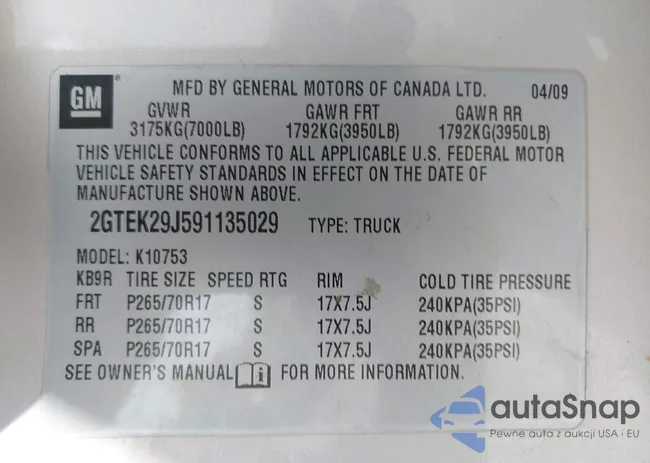 GM
MFD BY GENERAL MOTORS OF CANADA LTD. 04/09
GVWR GAWR FRT GAWR RR
3175KG(7000LB) 1792KG(3950LB) 1792KG(3950LB)
THIS VEHICLE CONFORMS TO ALL APPLICABLE U.S. FEDERAL MOTOR
VEHICLE SAFETY STANDARDS IN EFFECT ON THE DATE OF
MANUFACTURE SHOWN ABOVE.
2GTEK29J591135029 TYPE: TRUCK
MODEL: K10753
KB9R TIRE SIZE SPEED RTG RIM COLD TIRE PRESSURE
FRT P265/70R17 S 17X7.5J 240KPA(35PSI)
RR P265/70R17 S 17X7.5J 240KPA(35PSI)
SPA P265/70R17 S 17X7.5J 240KPA(35PSI)
SEE OWNER'S MANUAL i FOR MORE INFORMATION.
autaSnap
Pewne auta z aukcji USA i EU